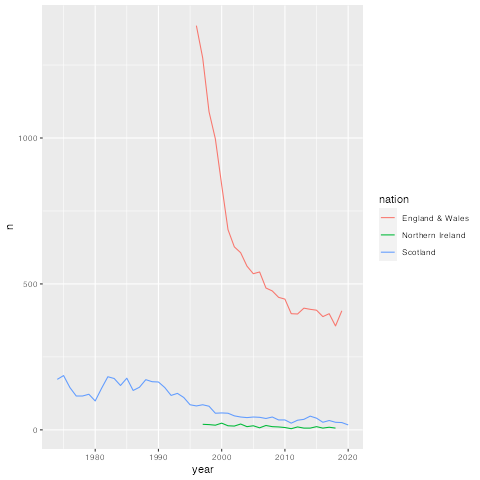 1000
500
0
n
1980
1990
2000
2010
2020
year
nation
England & Wales
Northern Ireland
Scotland